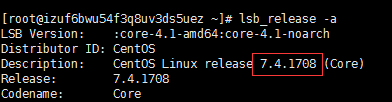 [root@izuf6bwu54f3q8uv3ds5uez ~]# lsb_release -a
LSB Version:    :core-4.1-amd64:core-4.1-noarch
Distributor ID: CentOS
Description:    CentOS Linux release 7.4.1708 (Core)
Release:        7.4.1708
Codename:       Core